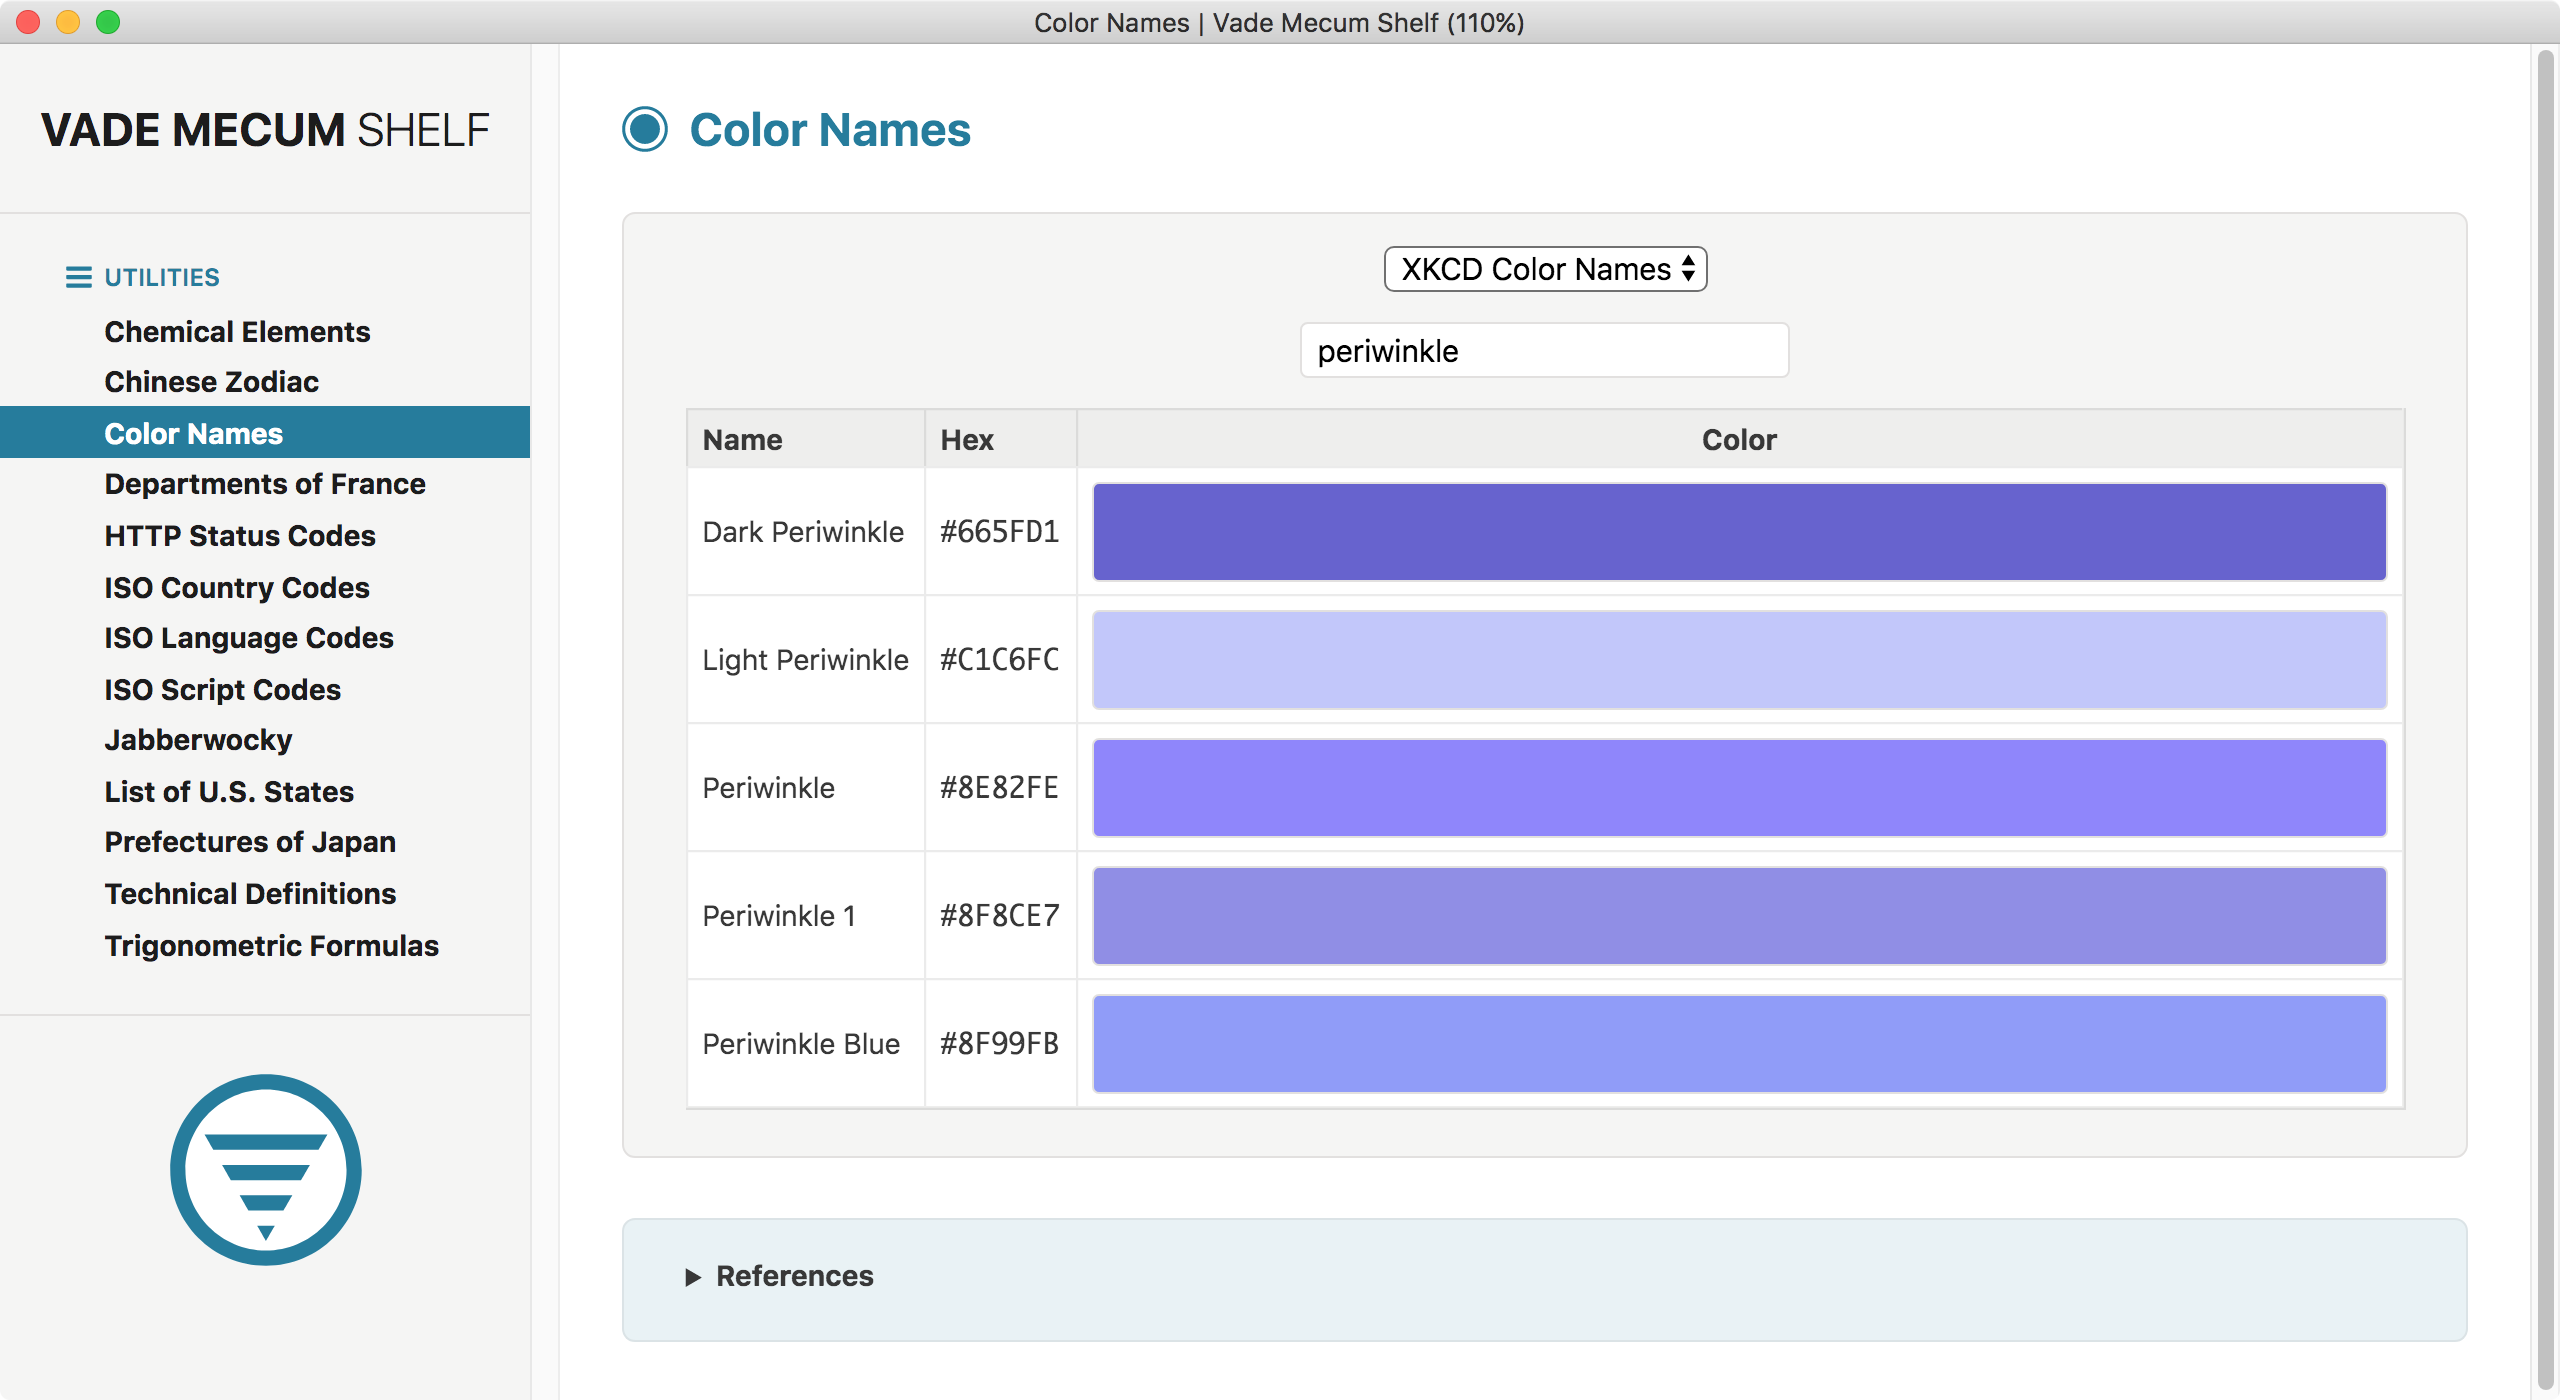 Color Names | Vade Mecum Shelf (110%)
VADE MECUM SHELF
UTILITIES
Chemical Elements
Chinese Zodiac
Color Names
Departments of France
HTTP Status Codes
ISO Country Codes
ISO Language Codes
ISO Script Codes
Jabberwocky
List of U.S. States
Prefectures of Japan
Technical Definitions
Trigonometric Formulas
Color Names
XKCD Color Names
periwinkle
Name Hex Color
Dark Periwinkle #665FD1
Light Periwinkle #C1C6FC
Periwinkle #8E82FE
Periwinkle 1 #8F8CE7
Periwinkle Blue #8F99FB
References